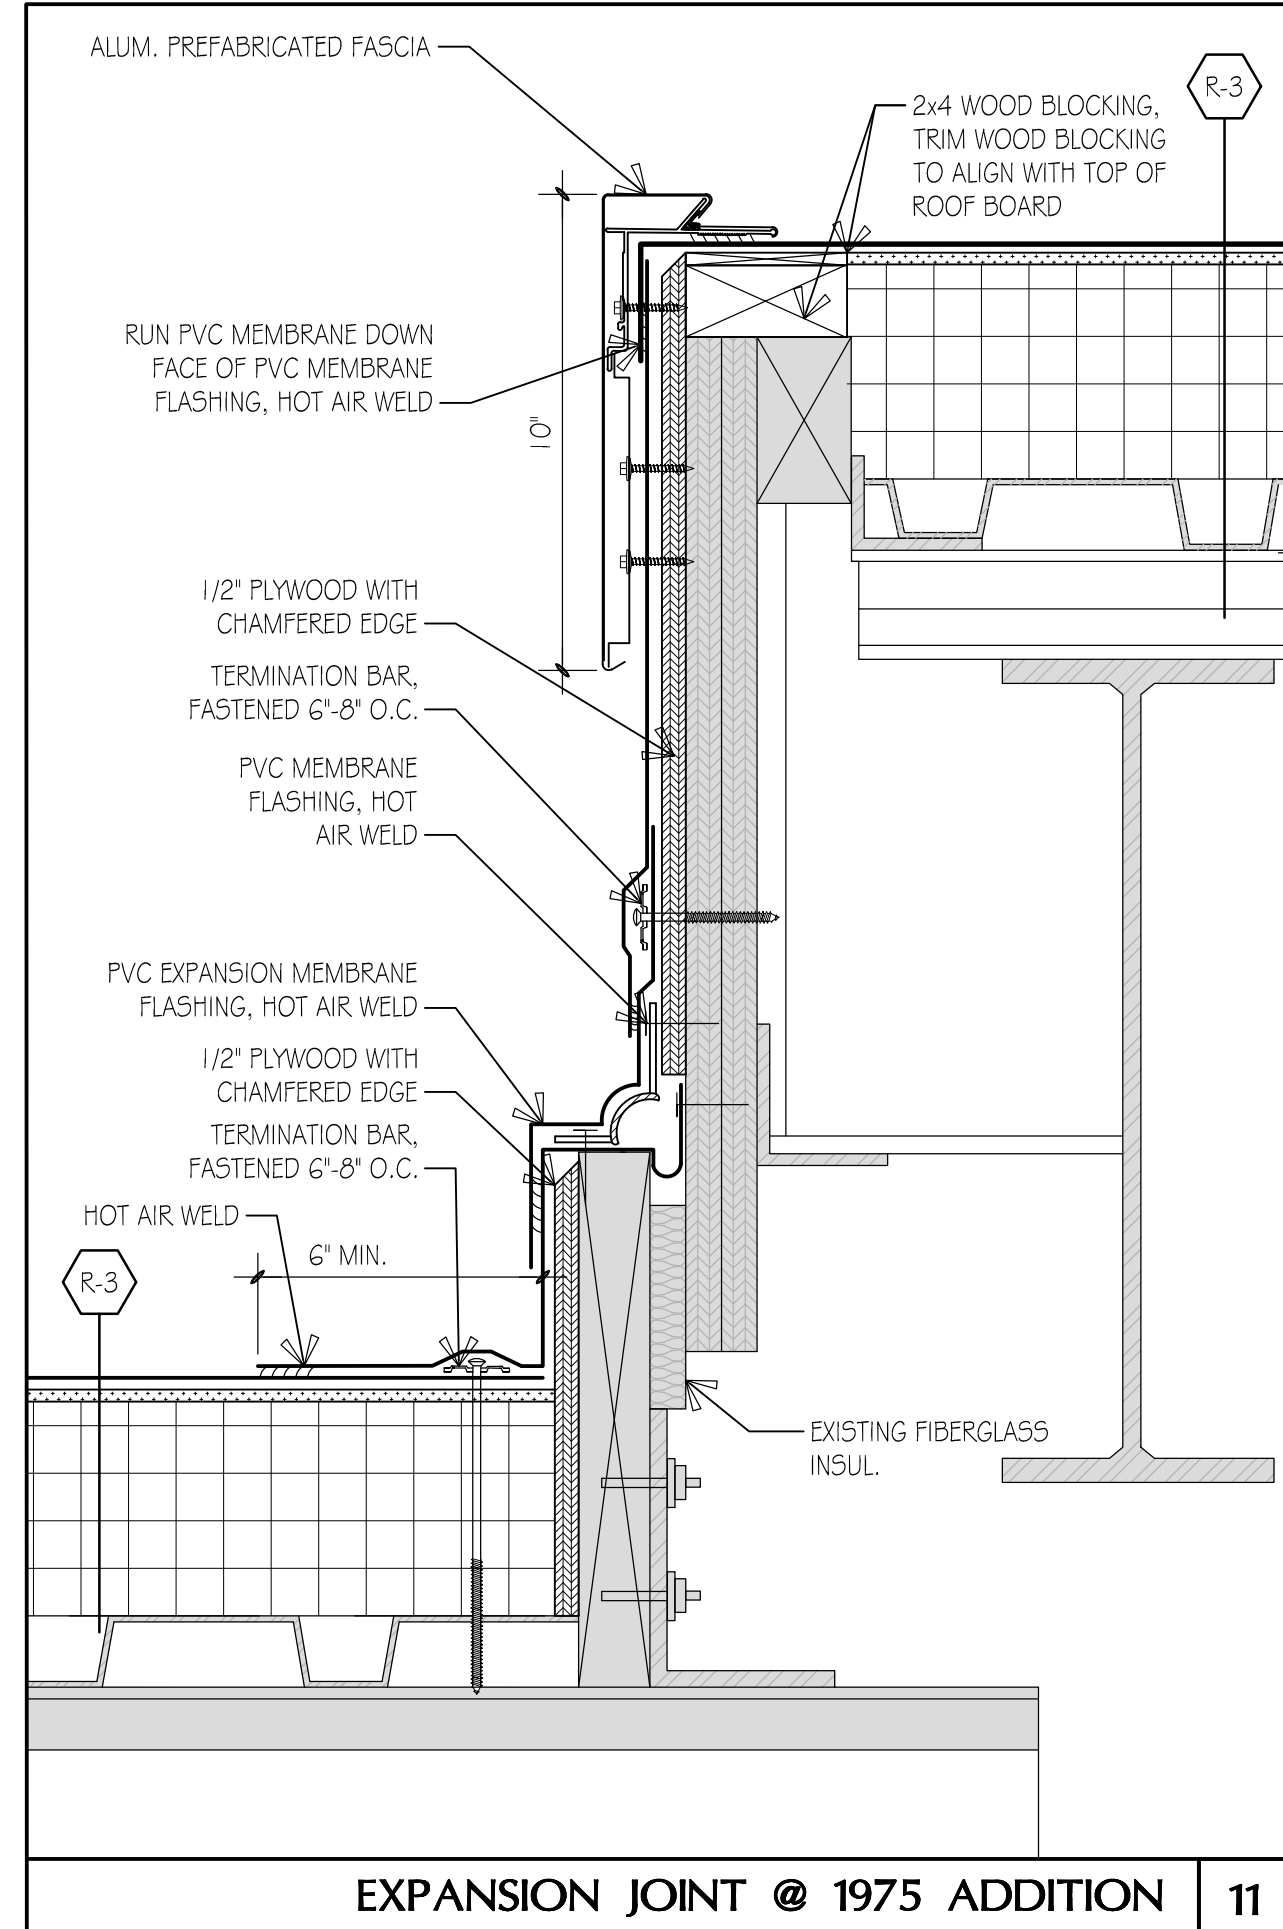 ALUM. PREFABRICATED FASCIA
R-3
2x4 WOOD BLOCKING,
TRIM WOOD BLOCKING
TO ALIGN WITH TOP OF
ROOF BOARD
RUN PVC MEMBRANE DOWN
FACE OF PVC MEMBRANE
FLASHING, HOT AIR WELD
10"
1/2" PLYWOOD WITH
CHAMFERED EDGE
TERMINATION BAR,
FASTENED 6"-8" O.C.
PVC MEMBRANE
FLASHING, HOT
AIR WELD
PVC EXPANSION MEMBRANE
FLASHING, HOT AIR WELD
1/2" PLYWOOD WITH
CHAMFERED EDGE
TERMINATION BAR,
FASTENED 6"-8" O.C.
HOT AIR WELD
6" MIN.
R-3
EXISTING FIBERGLASS
INSUL.
EXPANSION JOINT @ 1975 ADDITION
11